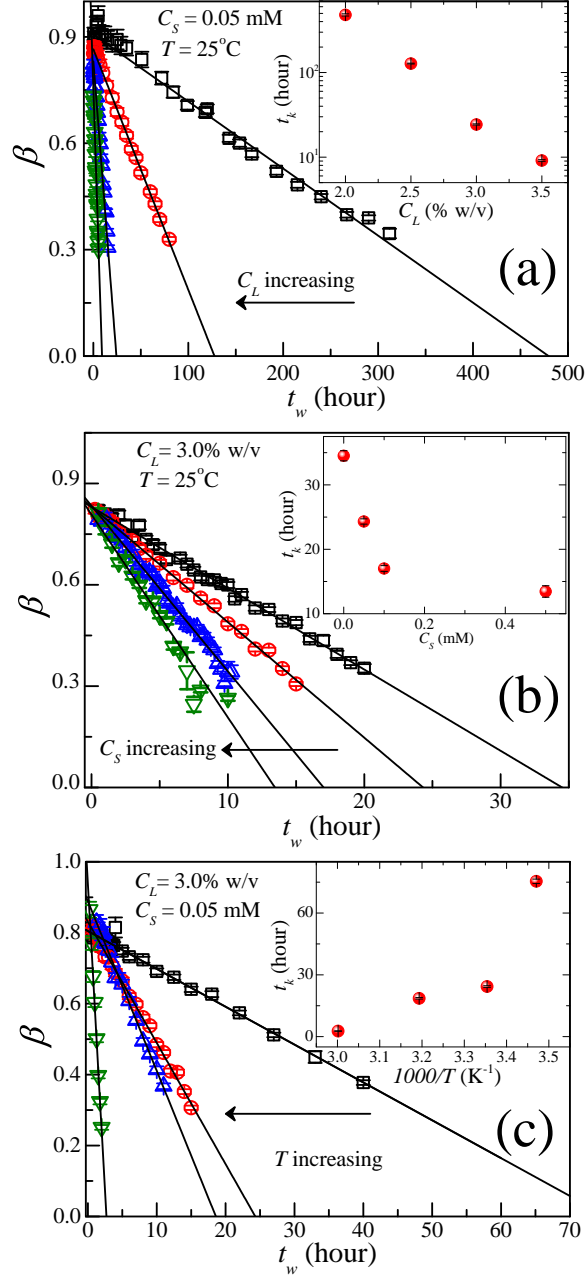 C_S = 0.05 mM
T = 25°C
β
0.9
0.6
0.3
0.0
0
100
200
300
400
500
t_w (hour)
C_L increasing
(a)
t_k (hour)
10^2
10^1
2.0
2.5
3.0
3.5
C_L (% w/v)
C_L= 3.0% w/v
T = 25°C
β
0.9
0.6
0.3
0.0
0
10
20
30
t_w (hour)
C_S increasing
(b)
t_k (hour)
30
20
10
0.0
0.2
0.4
C_S (mM)
C_L=3.0% w/v
C_S = 0.05 mM
β
1.0
0.8
0.6
0.4
0.2
0.0
0
10
20
30
40
50
60
70
t_w (hour)
T increasing
(c)
t_k (hour)
60
30
0
3.0
3.1
3.2
3.3
3.4
3.5
1000/T (K^-1)